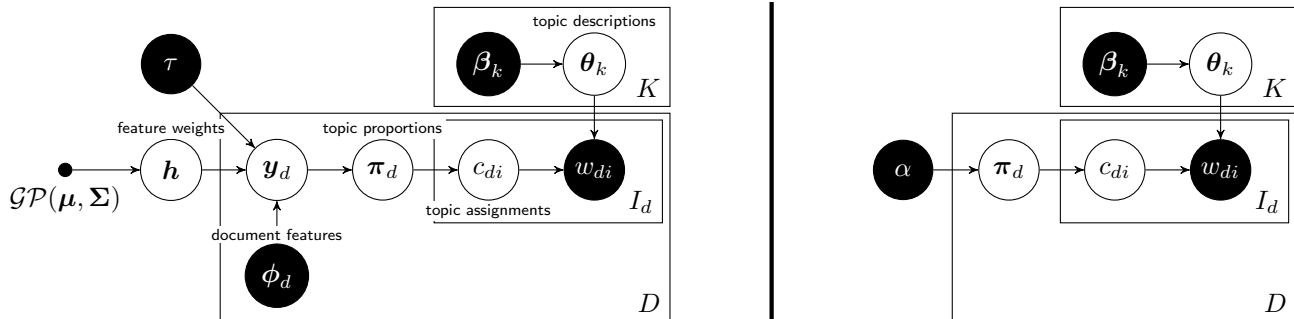 topic descriptions
τ
β_k
θ_k
K
feature weights
topic proportions
h
y_d
π_d
c_di
w_di
GP(μ, Σ)
I_d
topic assignments
document features
ϕ_d
D
β_k
θ_k
K
α
π_d
c_di
w_di
I_d
D